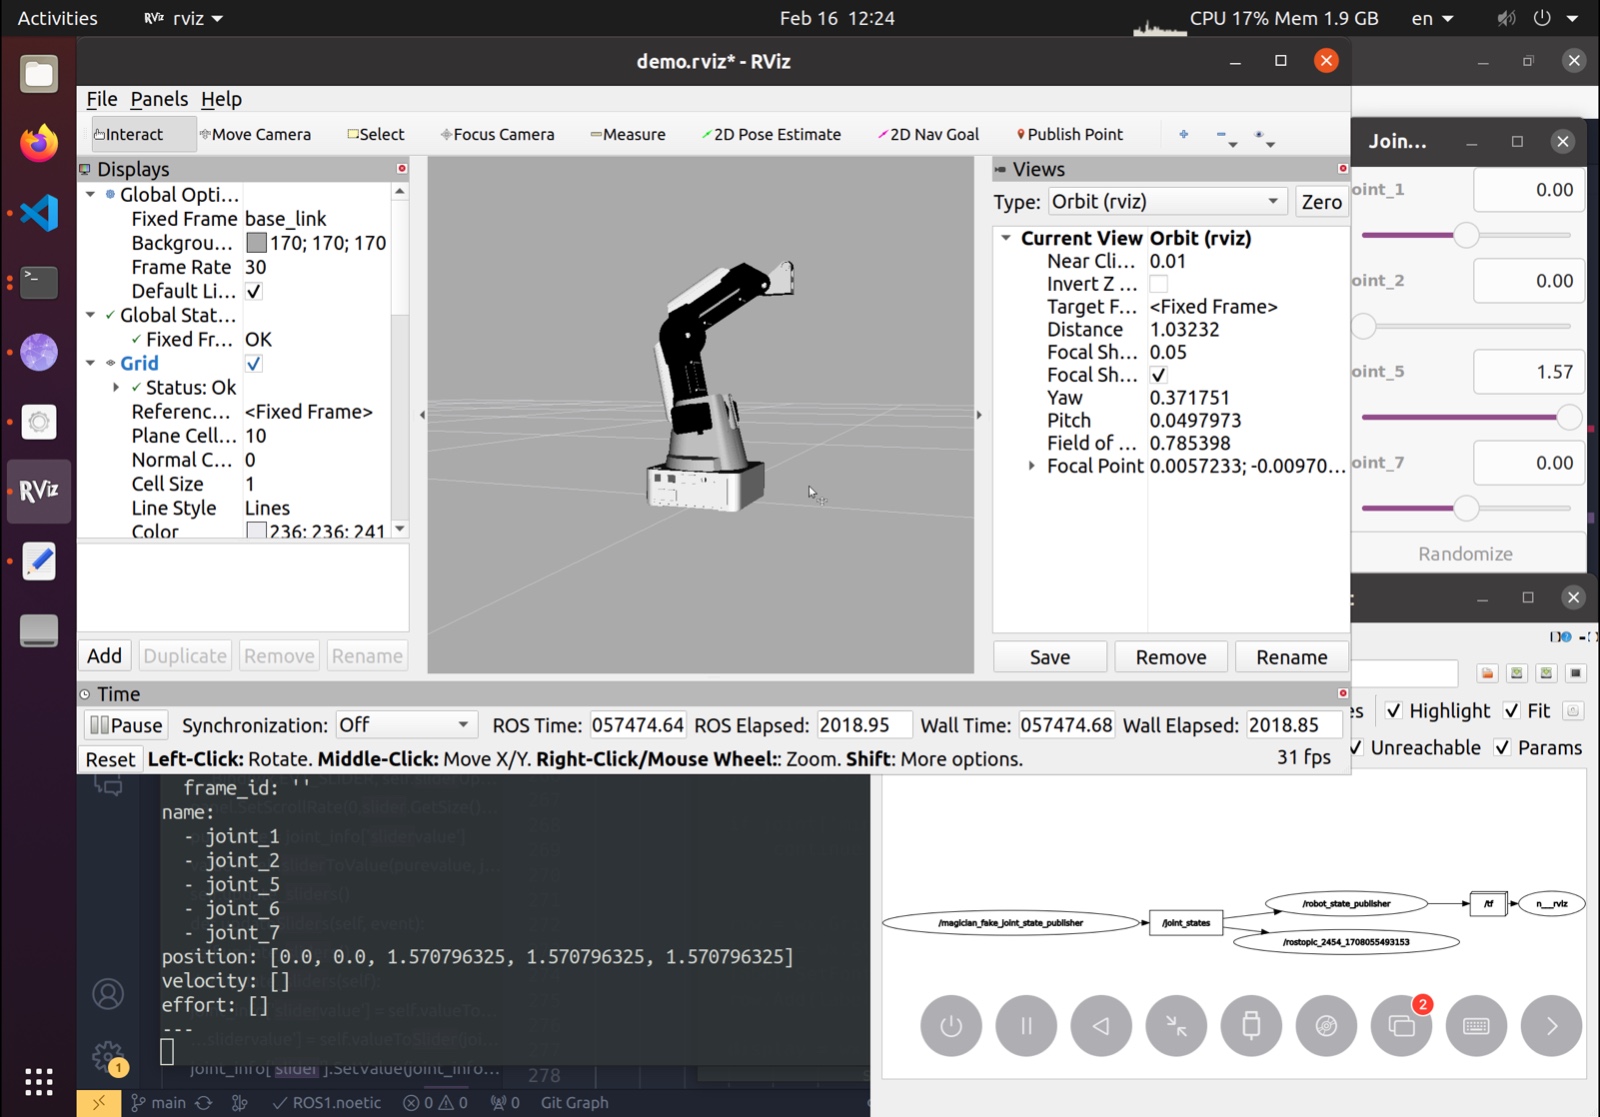 Activities
RViz rviz
Feb 16 12:24
CPU 17% Mem 1.9 GB
en
demo.rviz* - RViz
File Panels Help
Interact Move Camera Select Focus Camera Measure 2D Pose Estimate 2D Nav Goal Publish Point
Displays
Global Opti...
Fixed Frame base_link
Backgrou... 170; 170; 170
Frame Rate 30
Default Li...
Global Stat...
Fixed Fr... OK
Grid
Status: Ok
Referenc... <Fixed Frame>
Plane Cell... 10
Normal C... 0
Cell Size 1
Line Style Lines
Color 236; 236; 241
Add Duplicate Remove Rename
Views
Type: Orbit (rviz) Zero
Current View Orbit (rviz)
Near Cli... 0.01
Invert Z ...
Target F... <Fixed Frame>
Distance 1.03232
Focal Sh... 0.05
Focal Sh...
Yaw 0.371751
Pitch 0.0497973
Field of ... 0.785398
Focal Point 0.0057233; -0.00970...
Save Remove Rename
Join...
oint_1 0.00
oint_2 0.00
oint_5 1.57
oint_7 0.00
Randomize
RViz
Time
Pause Synchronization: Off ROS Time: 057474.64 ROS Elapsed: 2018.95 Wall Time: 057474.68 Wall Elapsed: 2018.85
Reset Left-Click: Rotate. Middle-Click: Move X/Y. Right-Click/Mouse Wheel:: Zoom. Shift: More options. 31 fps
es Highlight Fit
Unreachable Params
frame_id: ''
name:
- joint_1
- joint_2
- joint_5
- joint_6
- joint_7
position: [0.0, 0.0, 1.570796325, 1.570796325, 1.570796325]
velocity: []
effort: []
---
joint_info['slider'].SetValue(joint_info...
278
/magician_fake_joint_state_publisher
/joint_states
/robot_state_publisher
/rostopic_2454_1708055493153
/tf
n__rviz
2
1
main ROS1.noetic 0 0 0 Git Graph